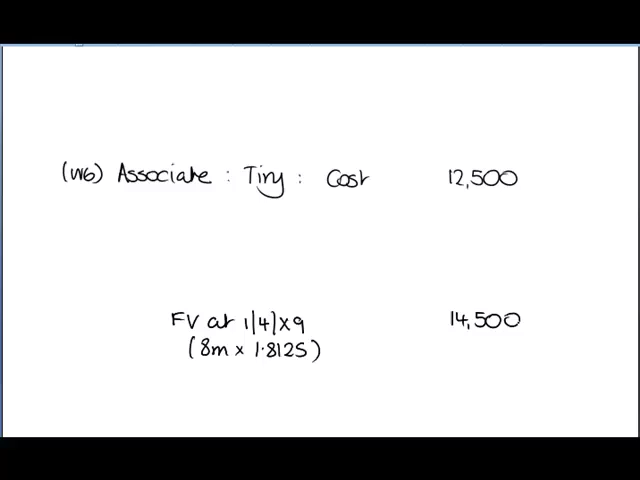 (W6) Associate : Tiny : Cost 12,500
FV at 1/4/X9 14,500
(8m x 1.8125)